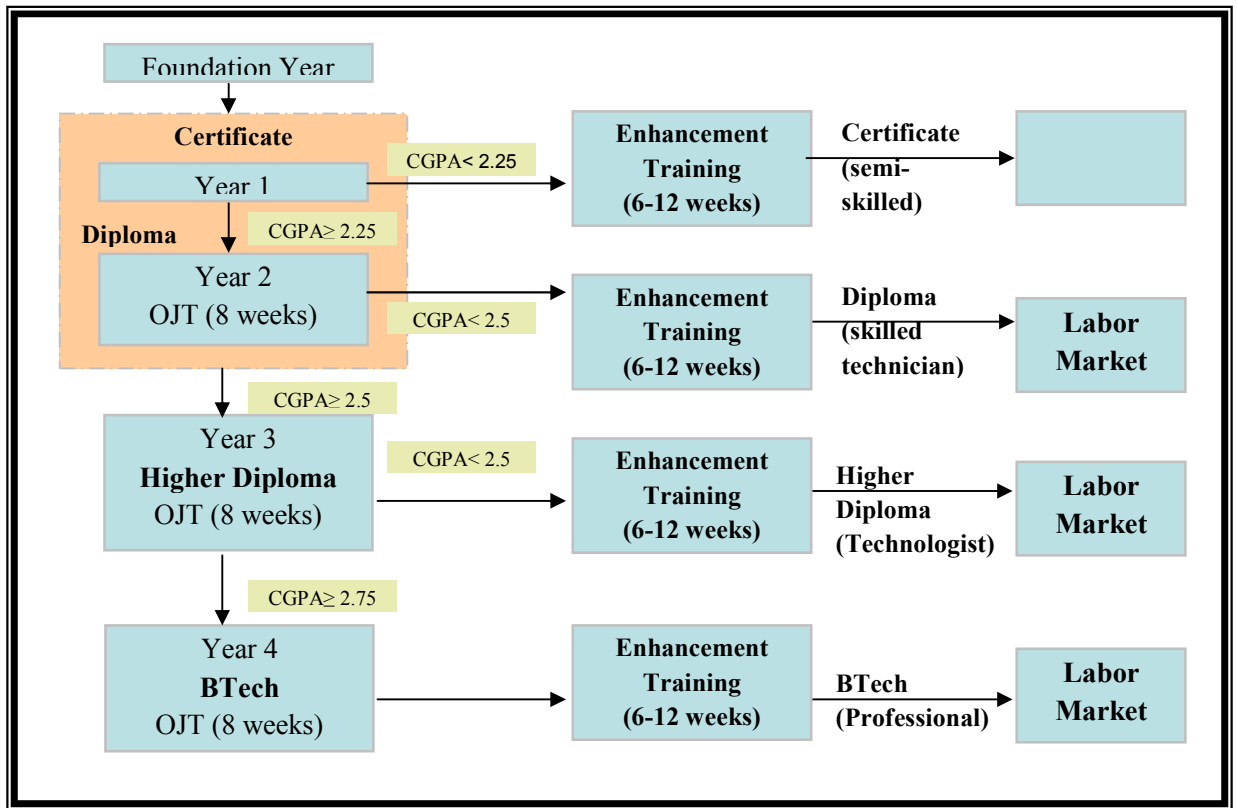 Foundation Year
Certificate
Year 1
CGPA< 2.25
Enhancement
Training
(6-12 weeks)
Certificate
(semi-
skilled)
Diploma
CGPA≥ 2.25
Year 2
OJT (8 weeks)
CGPA< 2.5
Enhancement
Training
(6-12 weeks)
Diploma
(skilled
technician)
Labor
Market
CGPA≥ 2.5
Year 3
Higher Diploma
OJT (8 weeks)
CGPA< 2.5
Enhancement
Training
(6-12 weeks)
Higher
Diploma
(Technologist)
Labor
Market
CGPA≥ 2.75
Year 4
BTech
OJT (8 weeks)
Enhancement
Training
(6-12 weeks)
BTech
(Professional)
Labor
Market